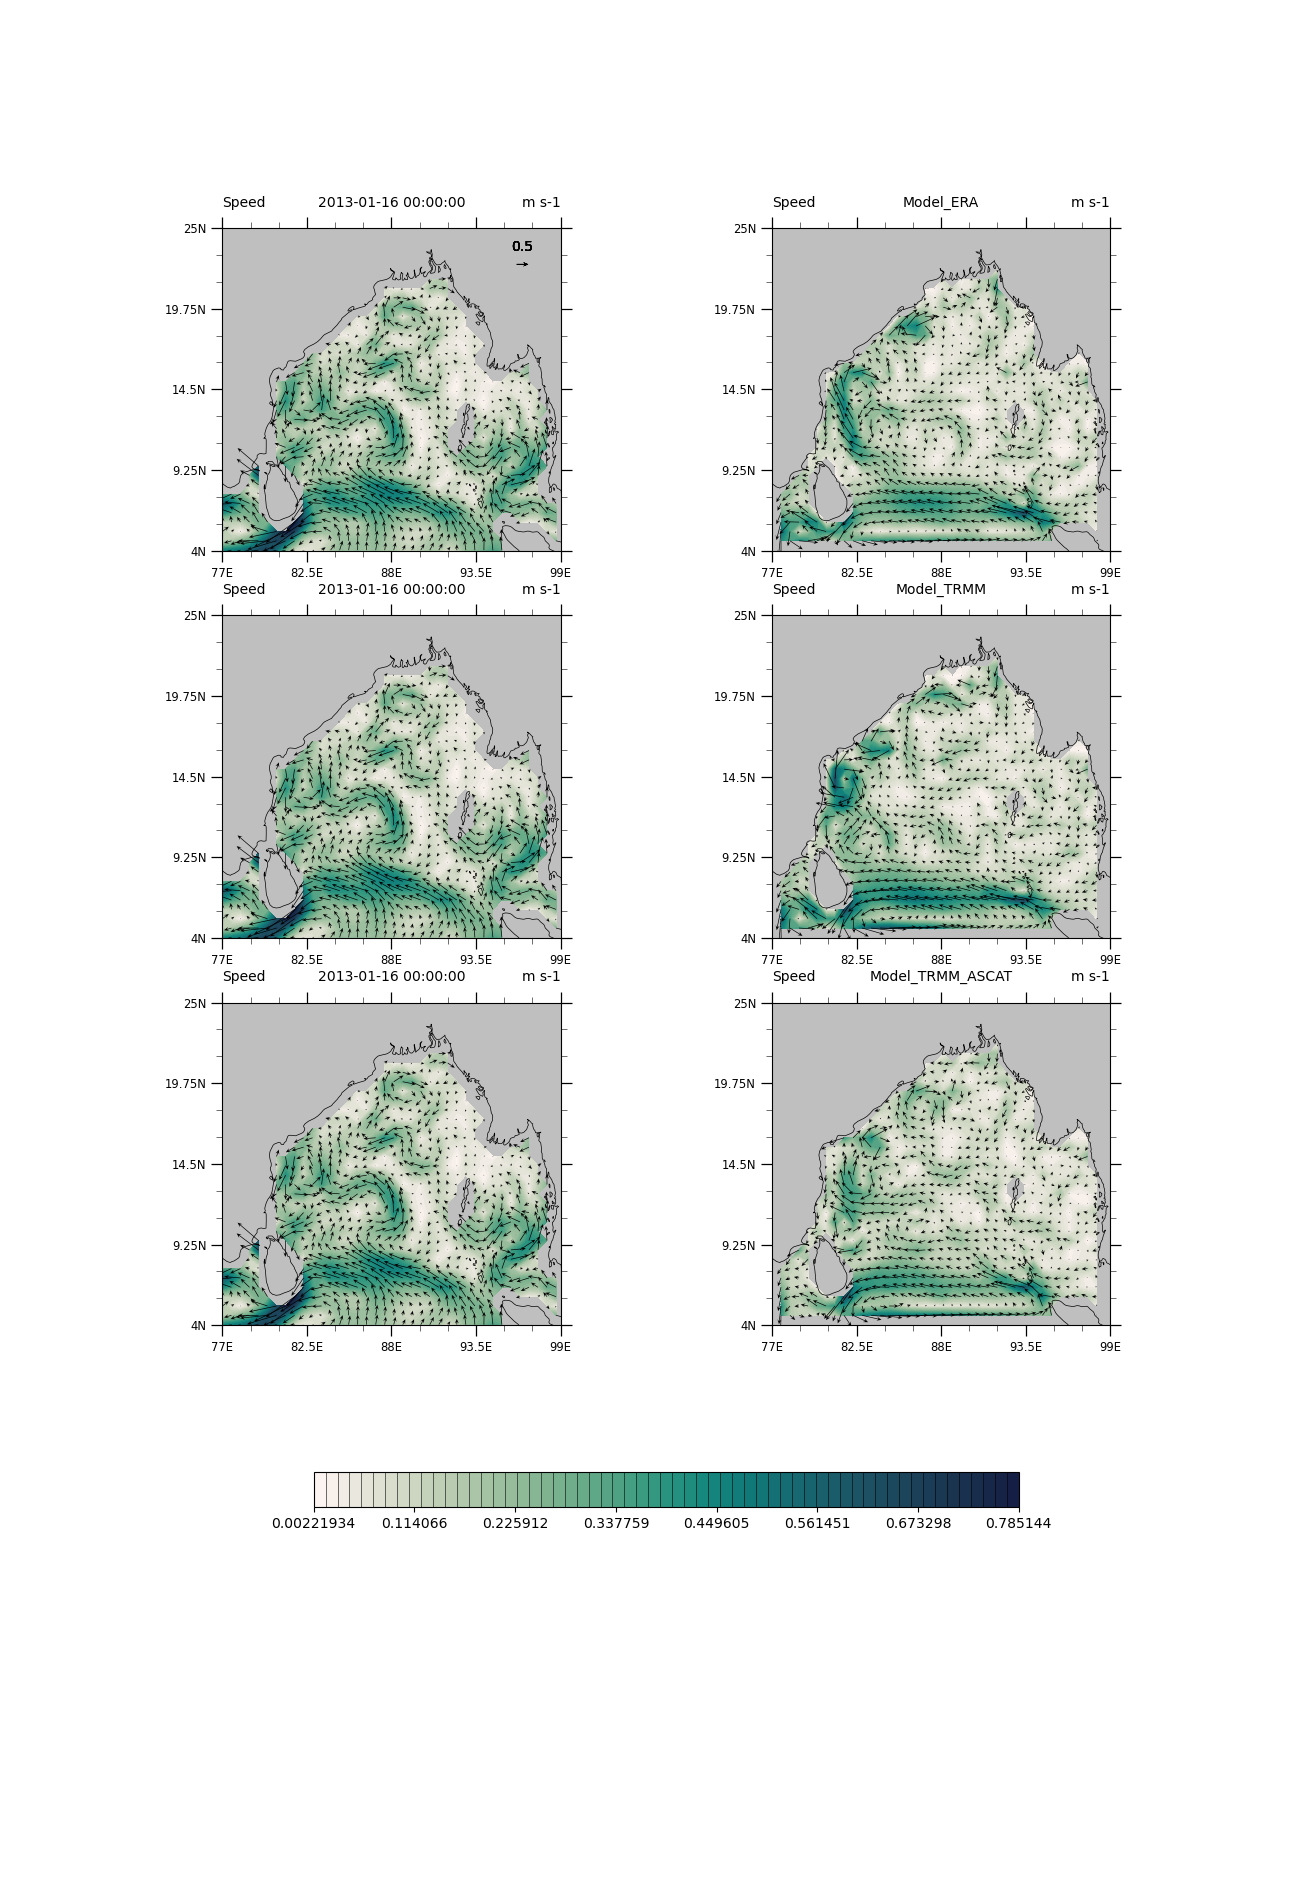 Speed 2013-01-16 00:00:00 m s-1 Speed Model_ERA m s-1
25N 25N
0.5
19.75N 19.75N
14.5N 14.5N
9.25N 9.25N
4N 4N
77E 82.5E 88E 93.5E 99E 77E 82.5E 88E 93.5E 99E
Speed 2013-01-16 00:00:00 m s-1 Speed Model_TRMM m s-1
25N 25N
19.75N 19.75N
14.5N 14.5N
9.25N 9.25N
4N 4N
77E 82.5E 88E 93.5E 99E 77E 82.5E 88E 93.5E 99E
Speed 2013-01-16 00:00:00 m s-1 Speed Model_TRMM_ASCAT m s-1
25N 25N
19.75N 19.75N
14.5N 14.5N
9.25N 9.25N
4N 4N
77E 82.5E 88E 93.5E 99E 77E 82.5E 88E 93.5E 99E
0.00221934 0.114066 0.225912 0.337759 0.449605 0.561451 0.673298 0.785144